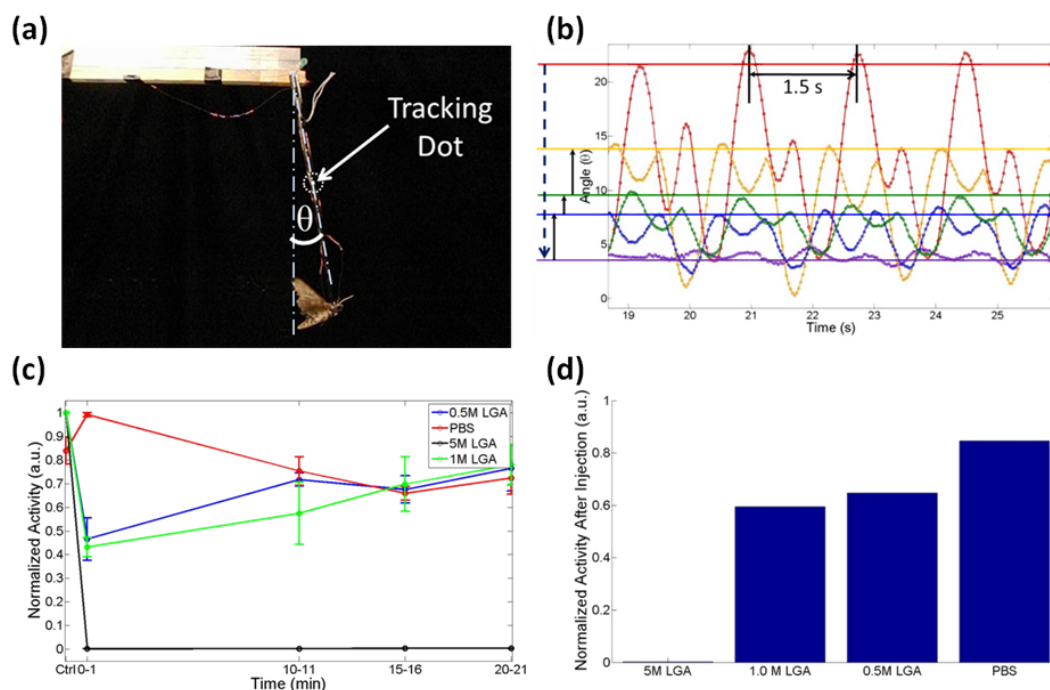 (a)
Tracking
Dot
θ
(b)
1.5 s
Angle (θ)
20
15
10
5
0
19 20 21 22 23 24 25
Time (s)
(c)
Normalized Activity (a.u.)
1
0.9
0.8
0.7
0.6
0.5
0.4
0.3
0.2
0.1
0
0.5M LGA
PBS
5M LGA
1M LGA
Ctrl 0-1 10-11 15-16 20-21
Time (min)
(d)
Normalized Activity After Injection (a.u.)
1
0.8
0.6
0.4
0.2
0
5M LGA 1.0 M LGA 0.5M LGA PBS